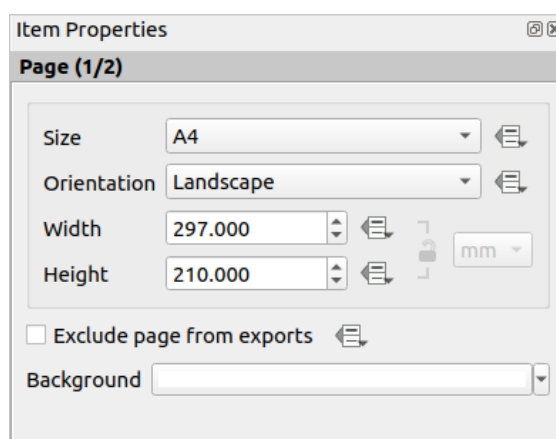 Item Properties
Page (1/2)
Size A4
Orientation Landscape
Width 297.000
mm
Height 210.000
Exclude page from exports
Background